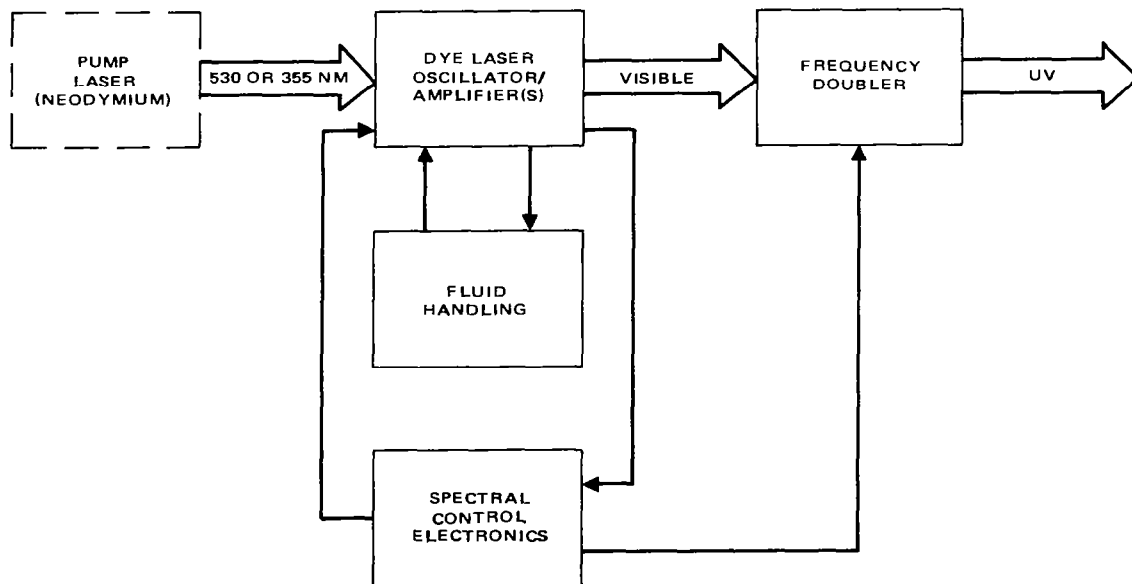 PUMP
LASER
(NEODYMIUM)
530 OR 355 NM
DYE LASER
OSCILLATOR/
AMPLIFIER(S)
VISIBLE
FREQUENCY
DOUBLER
UV
FLUID
HANDLING
SPECTRAL
CONTROL
ELECTRONICS